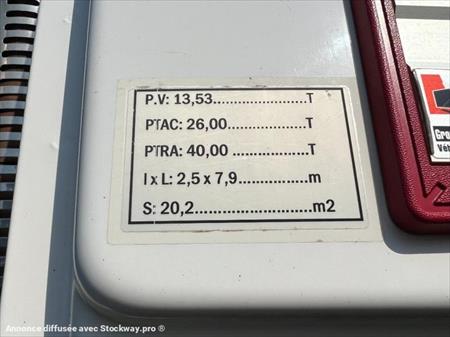 P.V: 13,53.......................T
PTAC: 26,00...................T
PTRA: 40,00 ..................T
l x L: 2,5 x 7,9.................m
S: 20,2.............................m2
Annonce diffusée avec Stockway.pro ®